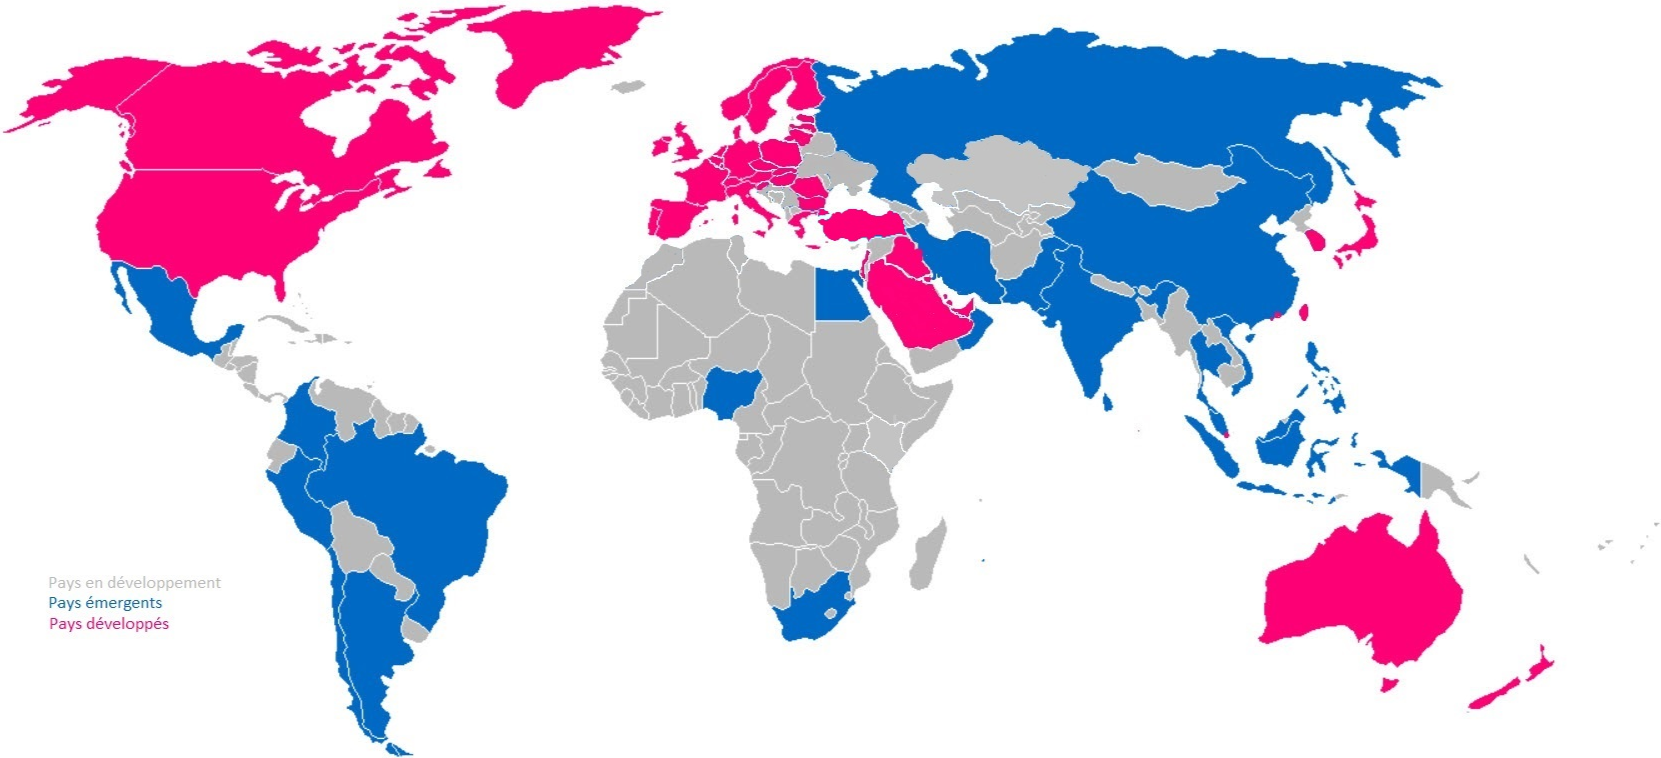 Pays en développement
Pays émergents
Pays développés